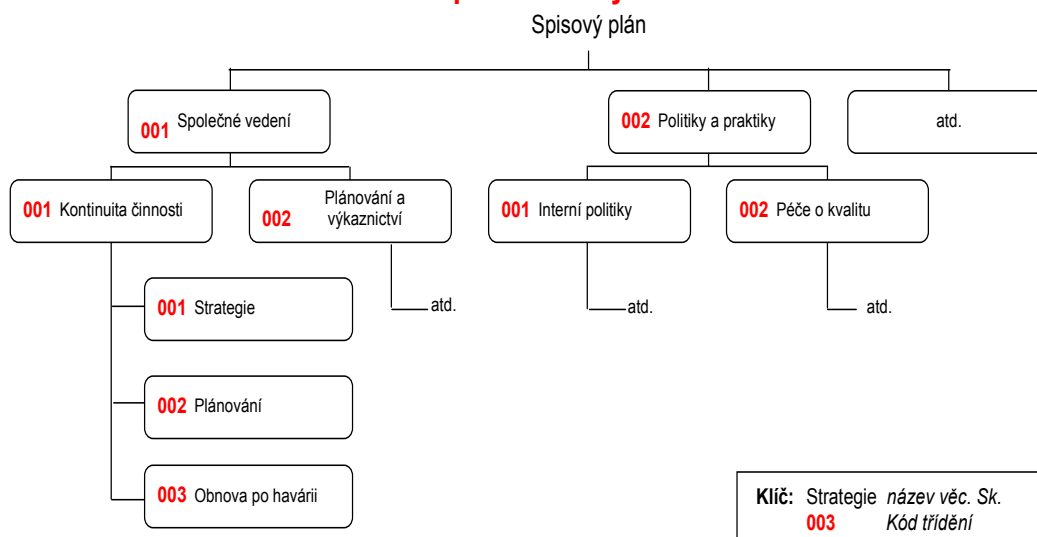 Spisový plán
001 Společné vedení
002 Politiky a praktiky
atd.
001 Kontinuita činnosti
002 Plánování a
výkaznictví
001 Interní politiky
002 Péče o kvalitu
001 Strategie
atd.
atd.
atd.
002 Plánování
003 Obnova po havárii
Klíč: Strategie název věc. Sk.
003 Kód třídění